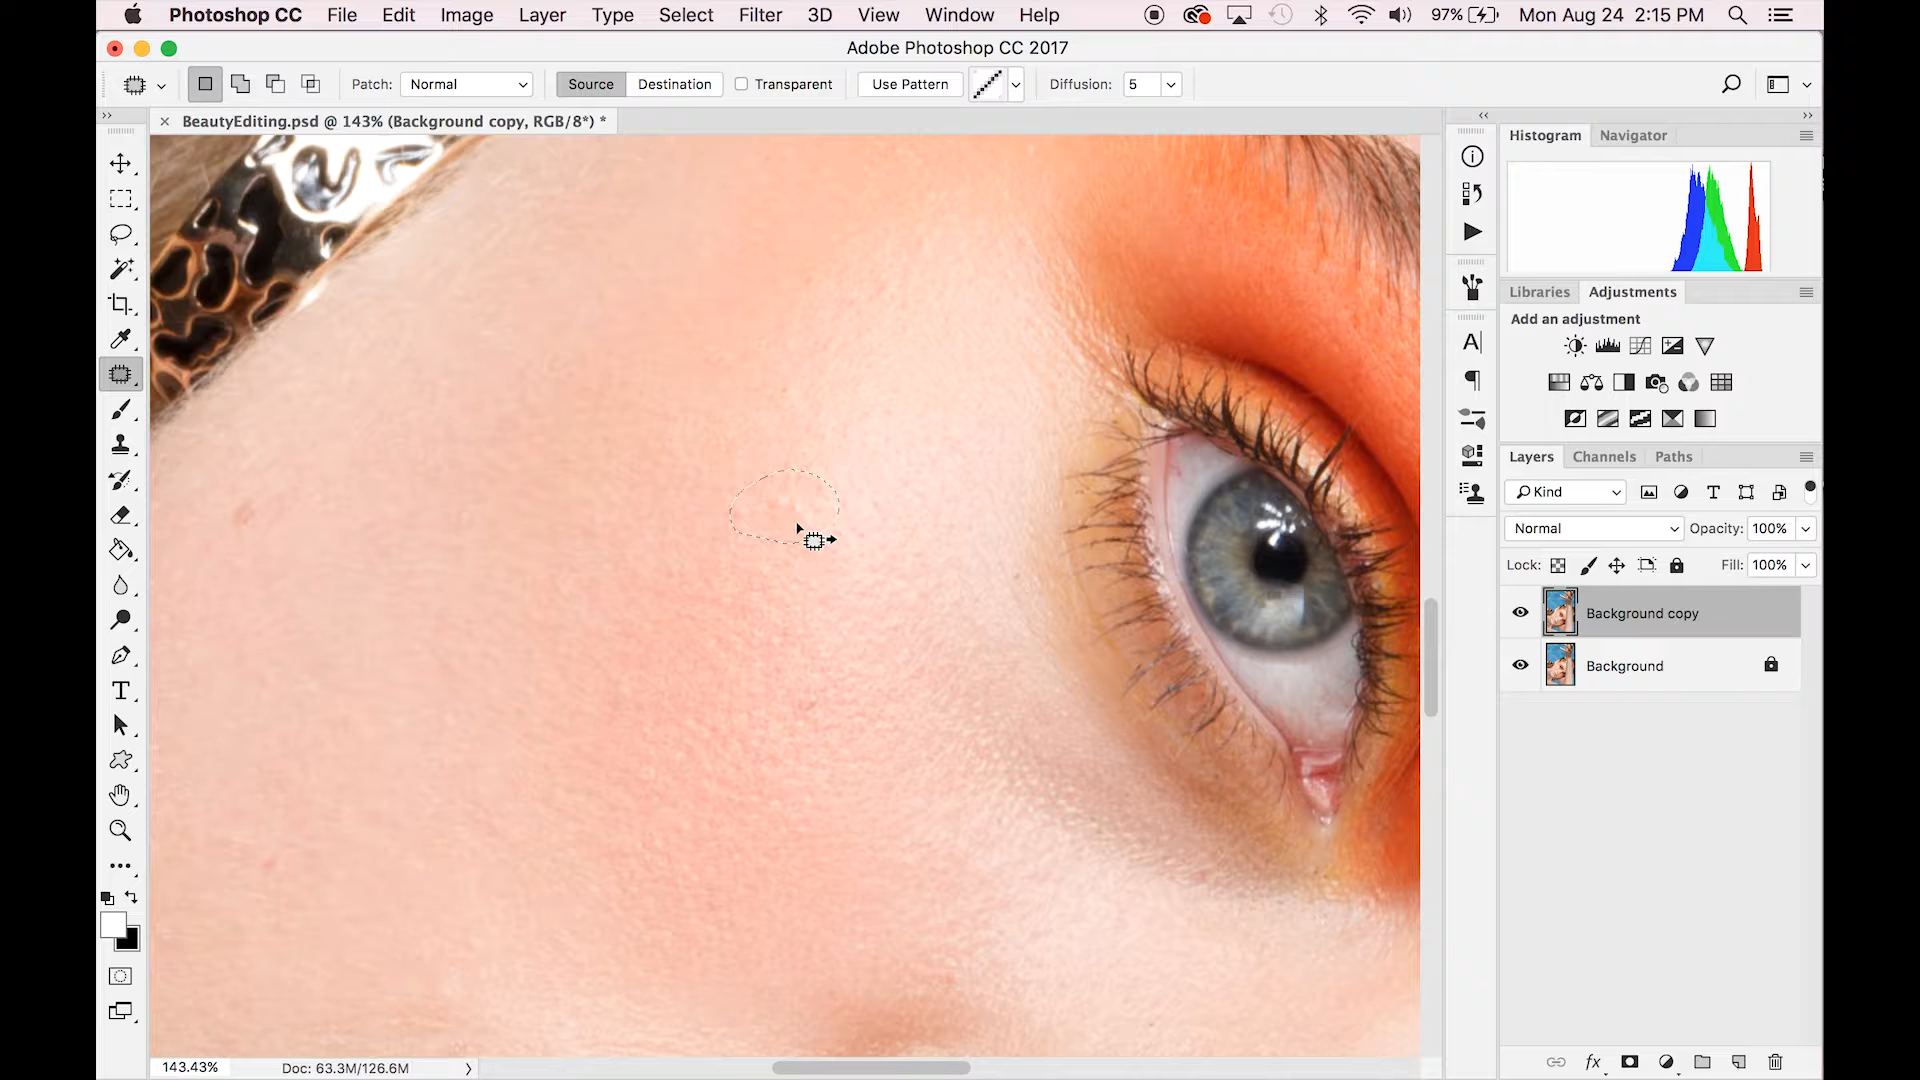 Photoshop CC File Edit Image Layer Type Select Filter 3D View Window Help 97% Mon Aug 24 2:15 PM
Adobe Photoshop CC 2017
Patch: Normal Source Destination Transparent Use Pattern Diffusion: 5
BeautyEditing.psd @ 143% (Background copy, RGB/8*) *
Histogram Navigator
Libraries Adjustments
Add an adjustment
Layers Channels Paths
Kind
Normal Opacity: 100%
Lock: Fill: 100%
Background copy
Background
143.43% Doc: 63.3M/126.6M
fx